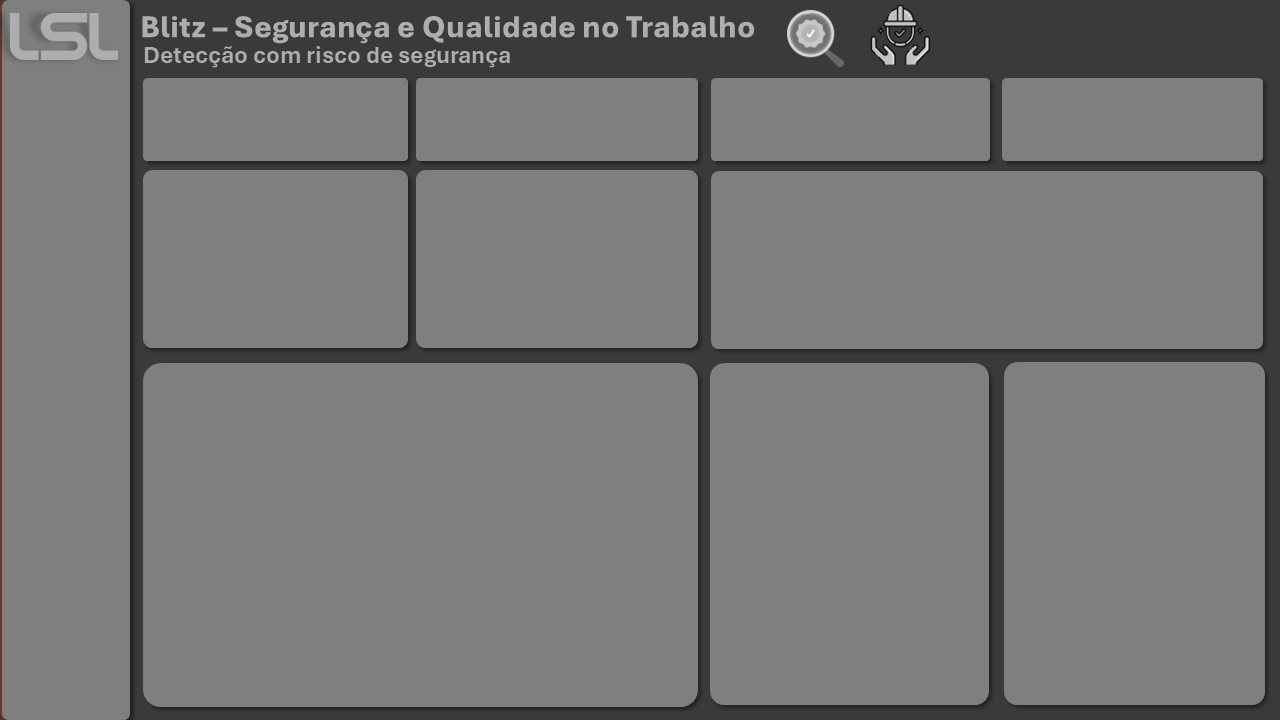 LSL
Blitz – Segurança e Qualidade no Trabalho
Detecção com risco de segurança